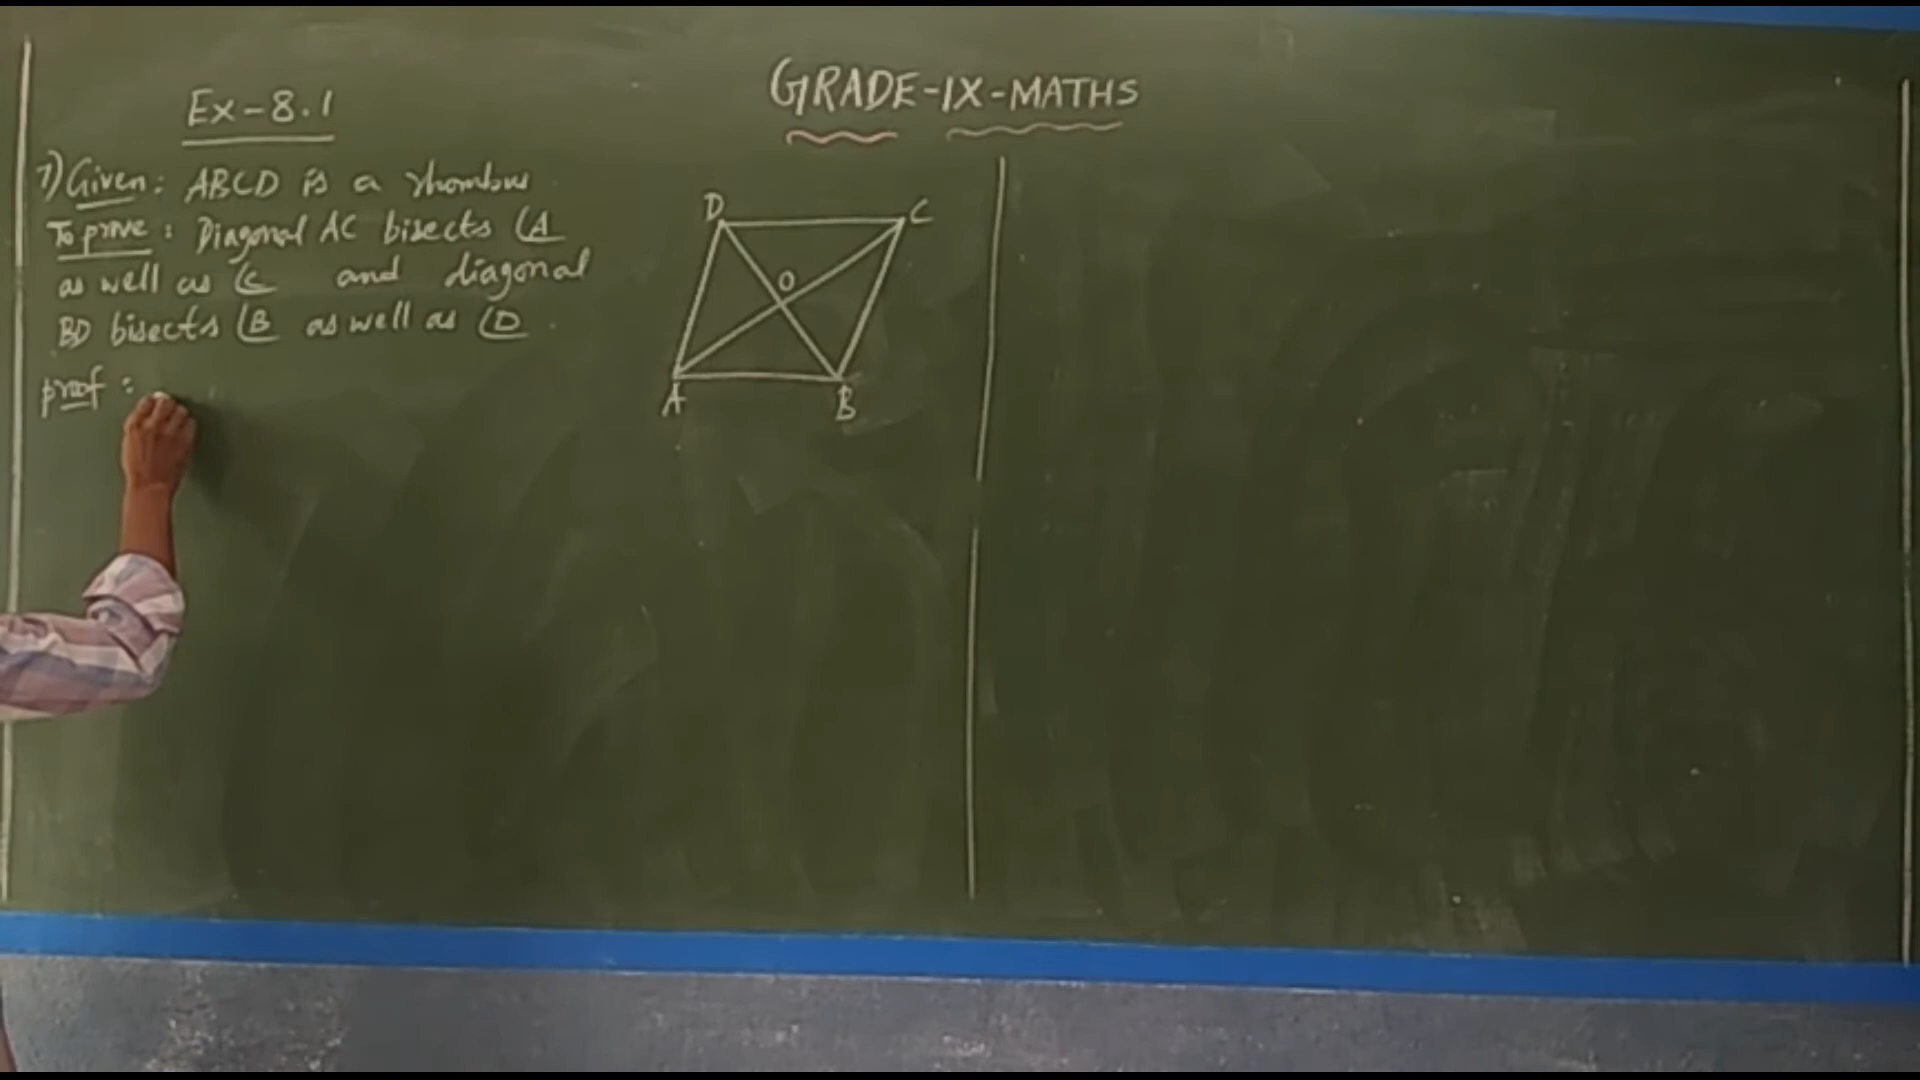 GRADE-IX-MATHS
Ex-8.1
7) Given: ABCD is a rhombus
To prove: Diagonal AC bisects ∠A
as well as ∠C and diagonal
BD bisects ∠B as well as ∠D.
proof:
D C
O
A B